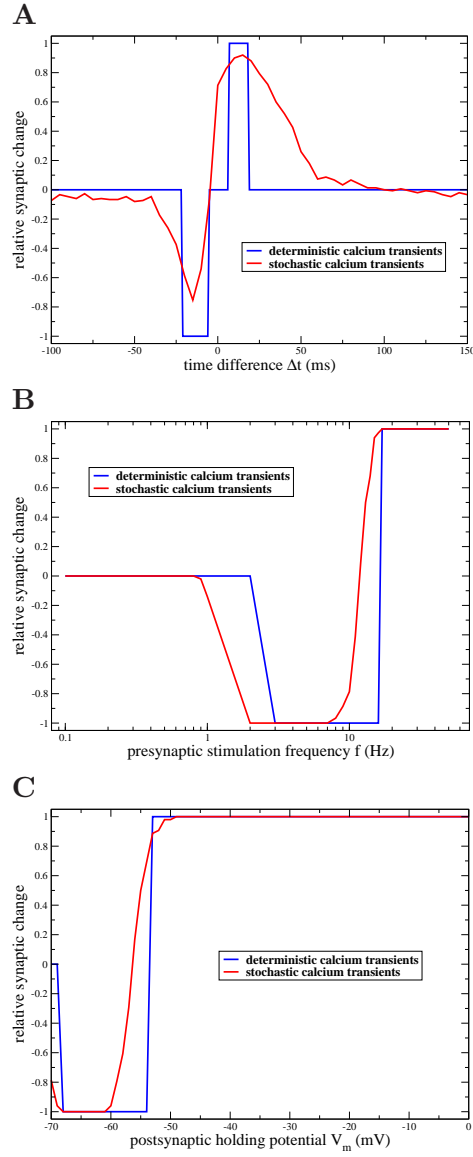 A
1
0.8
0.6
0.4
0.2
0
-0.2
-0.4
-0.6
-0.8
-1
relative synaptic change
deterministic calcium transients
stochastic calcium transients
-100 -50 0 50 100 150
time difference Δt (ms)
B
1
0.8
0.6
0.4
0.2
0
-0.2
-0.4
-0.6
-0.8
-1
relative synaptic change
deterministic calcium transients
stochastic calcium transients
0.1 1 10
presynaptic stimulation frequency f (Hz)
C
1
0.8
0.6
0.4
0.2
0
-0.2
-0.4
-0.6
-0.8
-1
relative synaptic change
deterministic calcium transients
stochastic calcium transients
-70 -60 -50 -40 -30 -20 -10 0
postsynaptic holding potential V_m (mV)